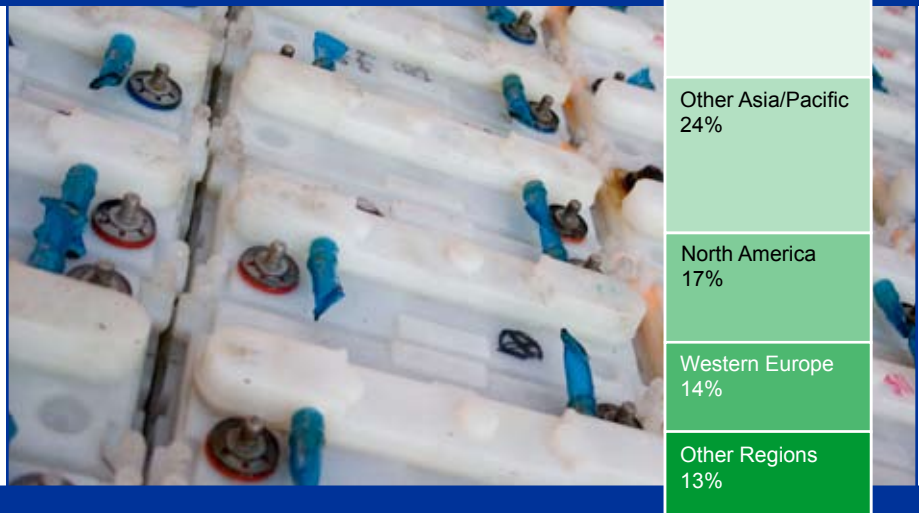 Other Asia/Pacific
24%
North America
17%
Western Europe
14%
Other Regions
13%